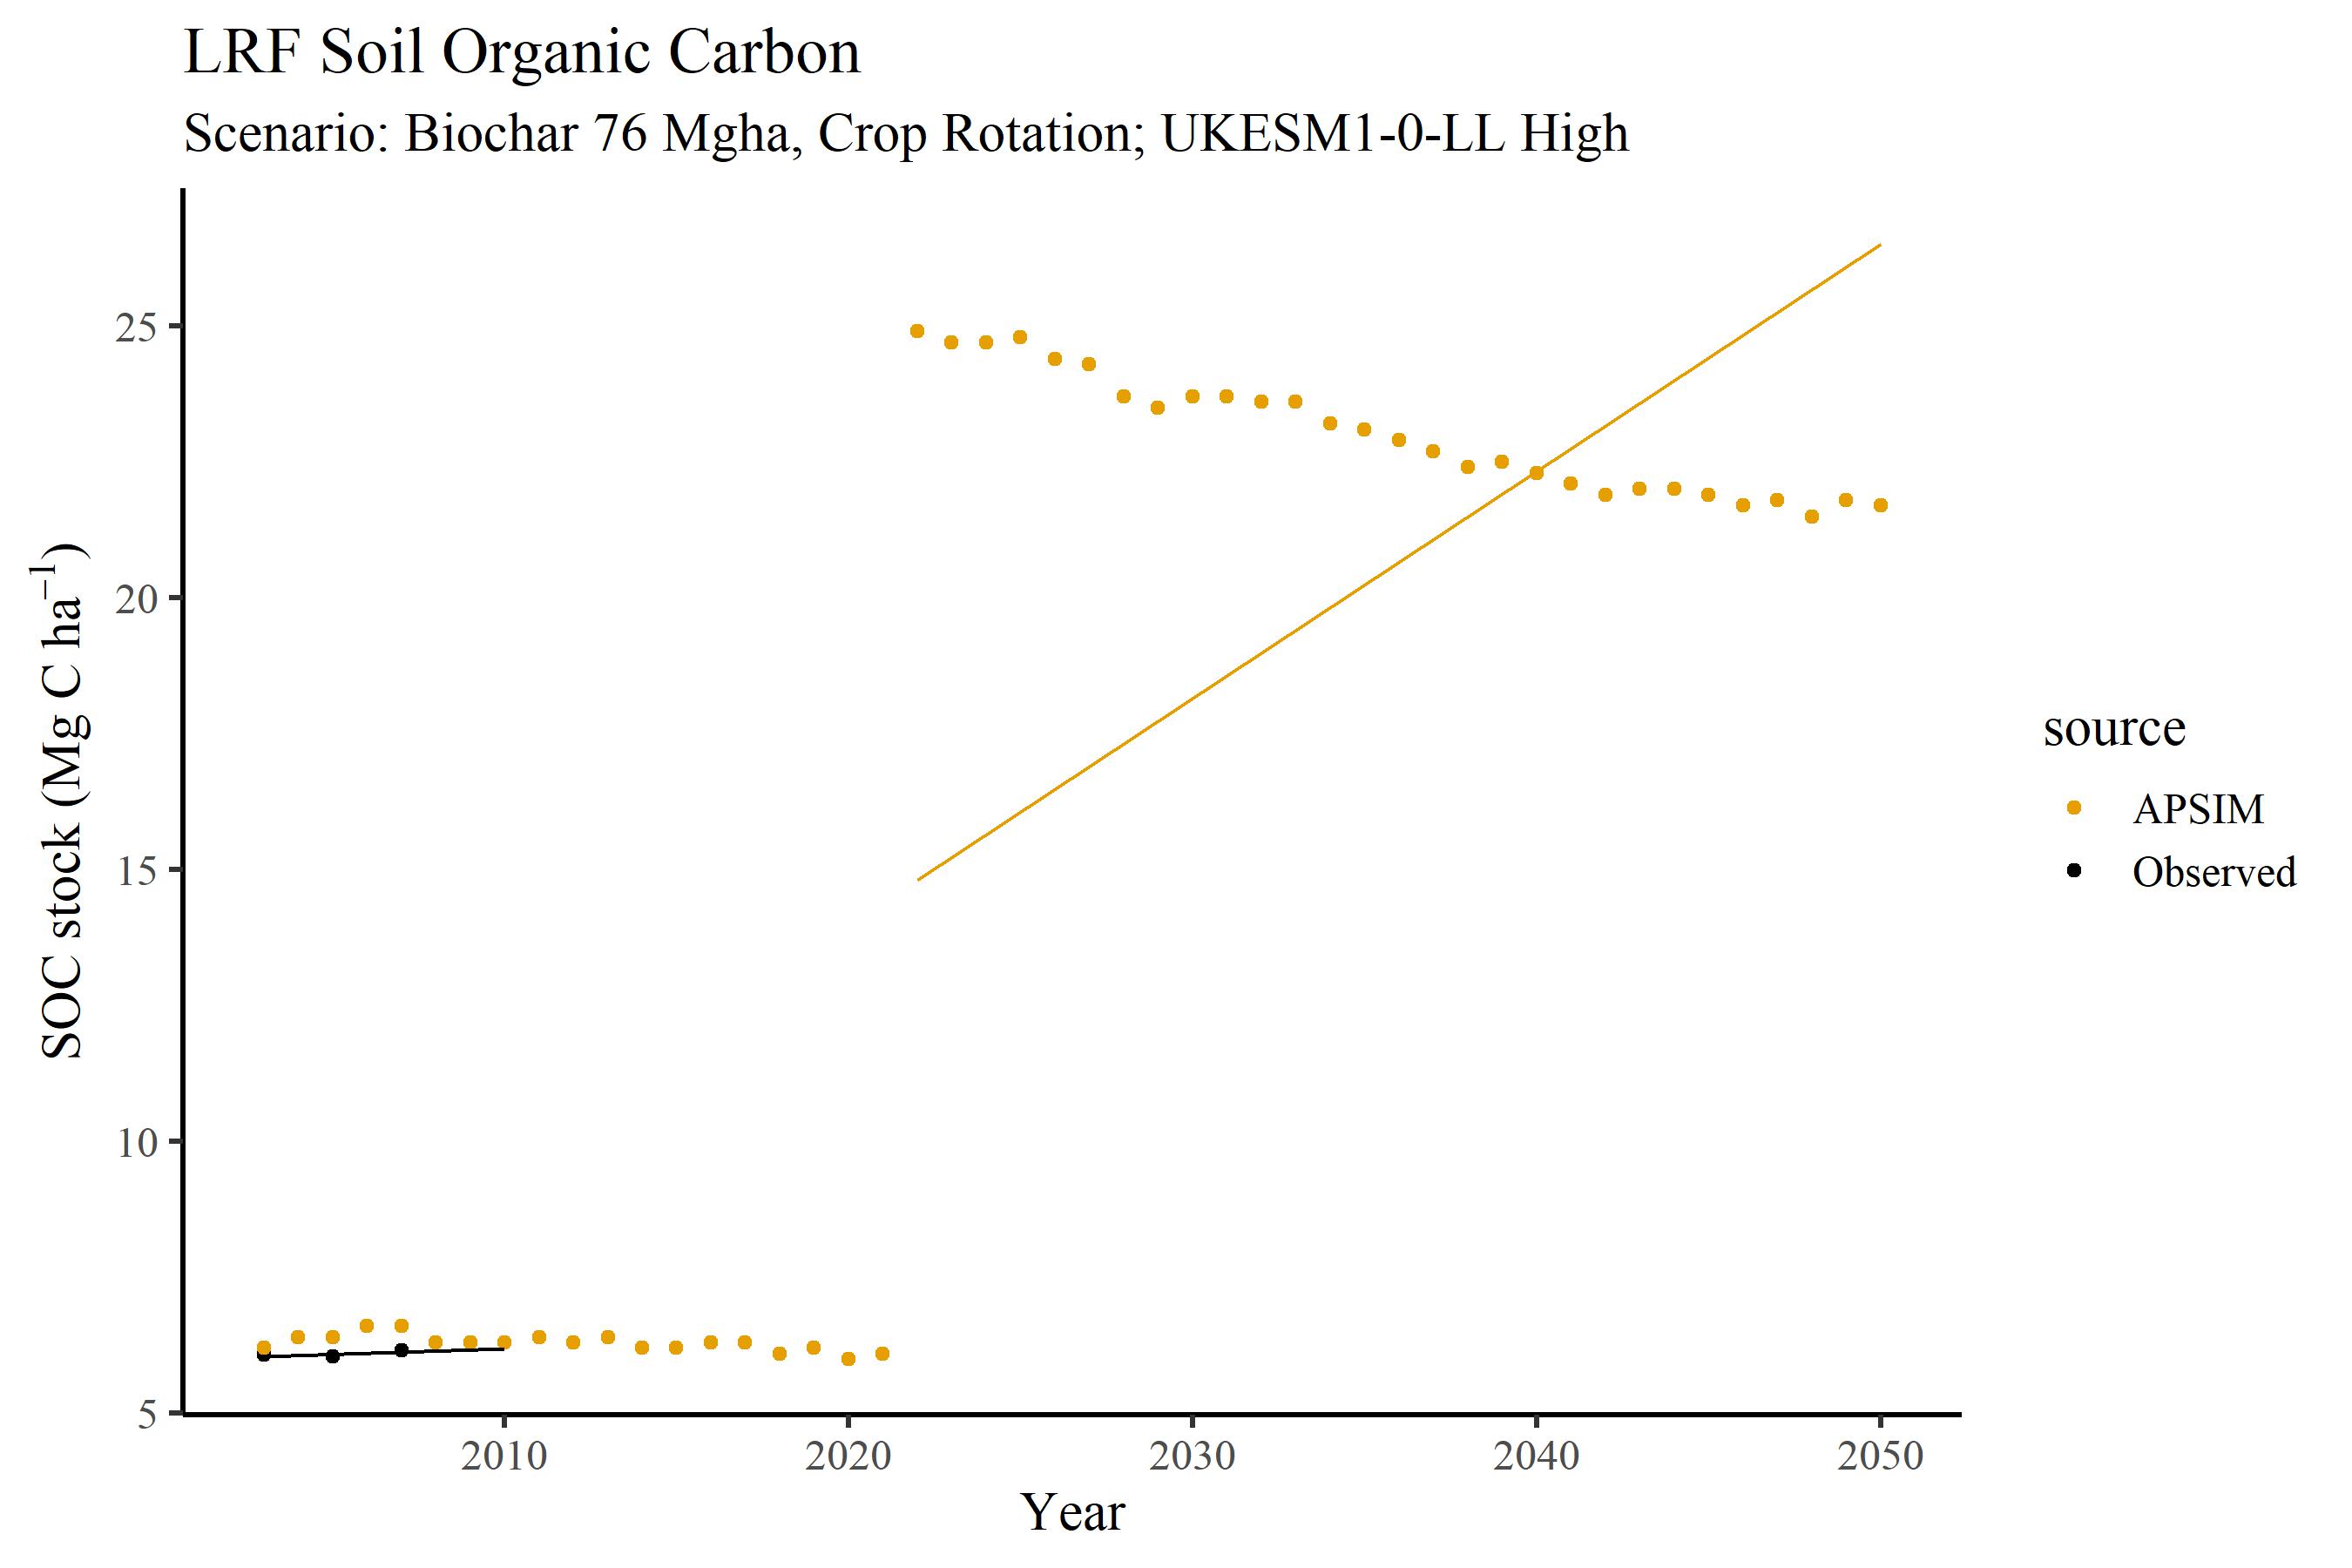 LRF Soil Organic Carbon
Scenario: Biochar 76 Mgha, Crop Rotation; UKESM1-0-LL High
SOC stock (Mg C ha⁻¹)
25
20
15
10
5
2010
2020
2030
2040
2050
Year
source
APSIM
Observed